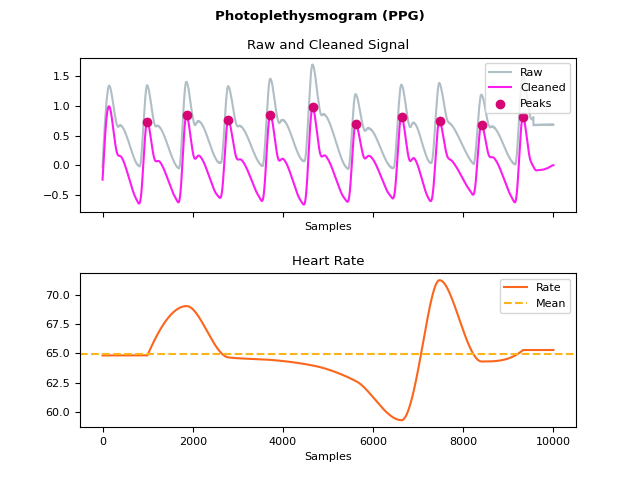 Photoplethysmogram (PPG)
Raw and Cleaned Signal
1.5
1.0
0.5
0.0
−0.5
Raw
Cleaned
Peaks
Samples
Heart Rate
70.0
67.5
65.0
62.5
60.0
Rate
Mean
0 2000 4000 6000 8000 10000
Samples